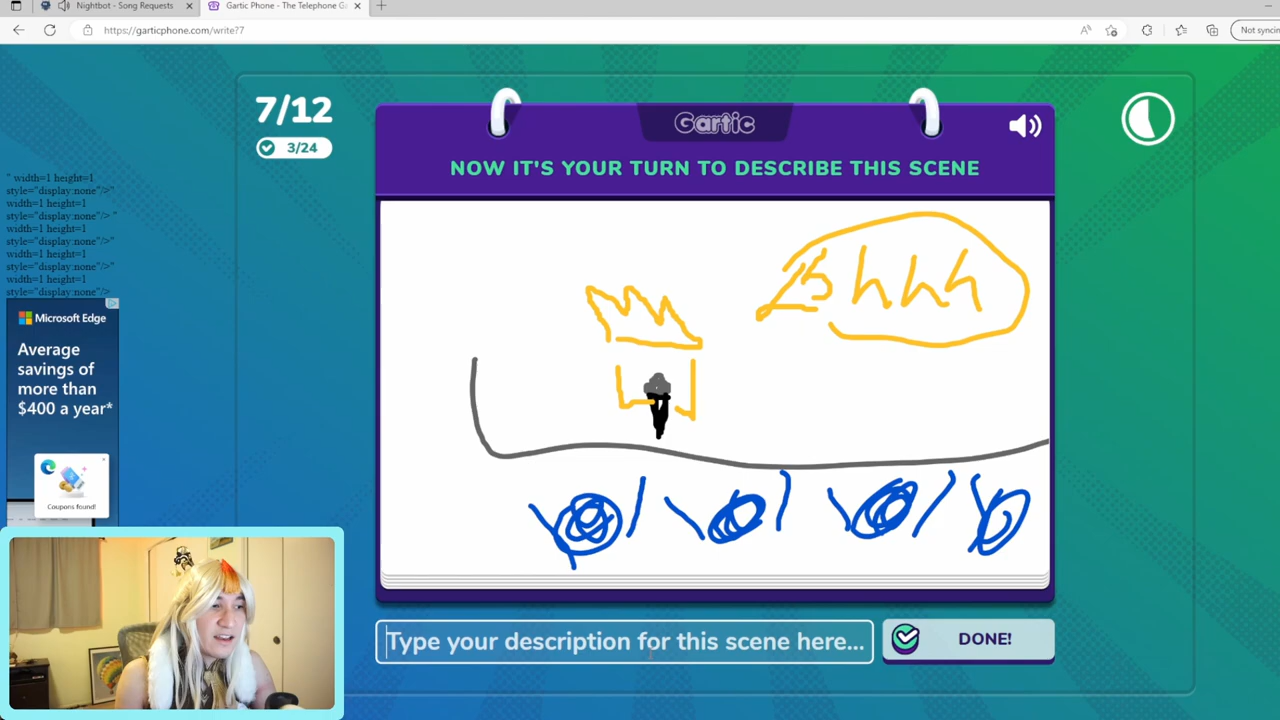 Nightbot - Song Requests
Gartic Phone - The Telephone Ga
https://garticphone.com/write?7
Not syncing
7/12
3/24
Gartic
NOW IT'S YOUR TURN TO DESCRIBE THIS SCENE
" width=1 height=1
style="display:none"/>"
width=1 height=1
style="display:none"/> "
width=1 height=1
style="display:none"/>
width=1 height=1
style="display:none"/>"
width=1 height=1
style="display:none"/>
Shhh
Microsoft Edge
Average
savings of
more than
$400 a year*
Coupons found!
Type your description for this scene here...
DONE!